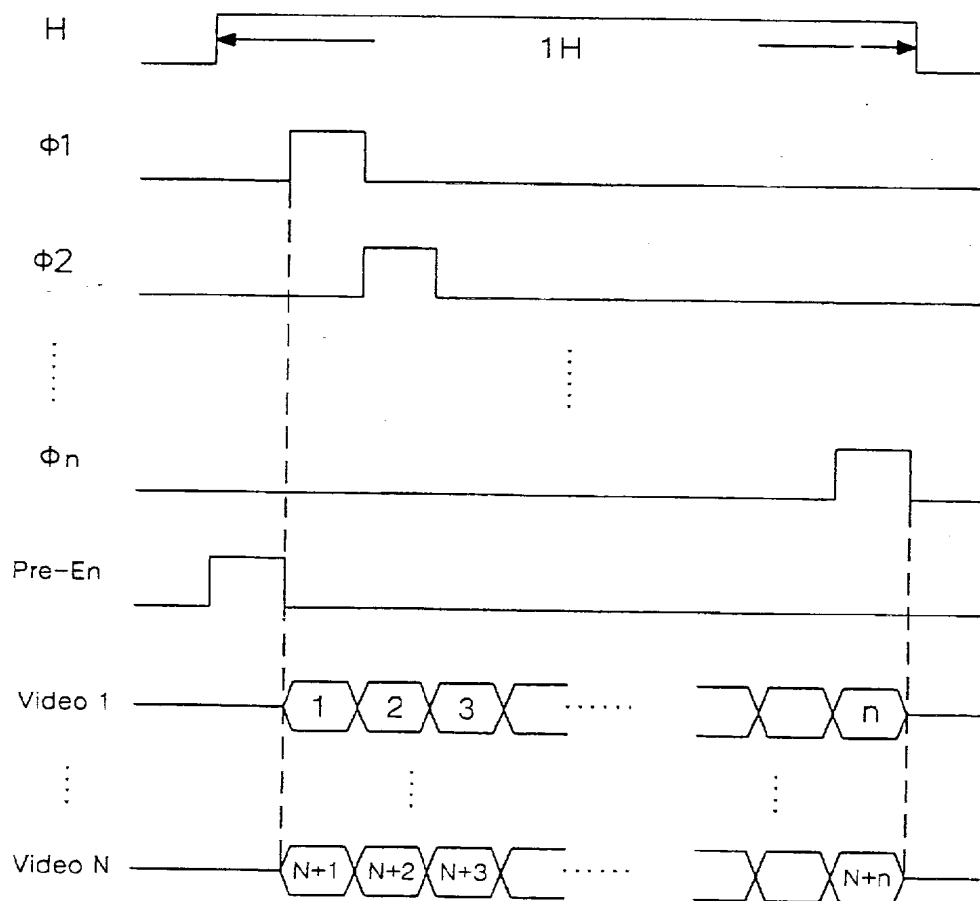 H
1H
Φ1
Φ2
Φn
Pre-En
Video 1
1 2 3 n
Video N
N+1 N+2 N+3 N+n